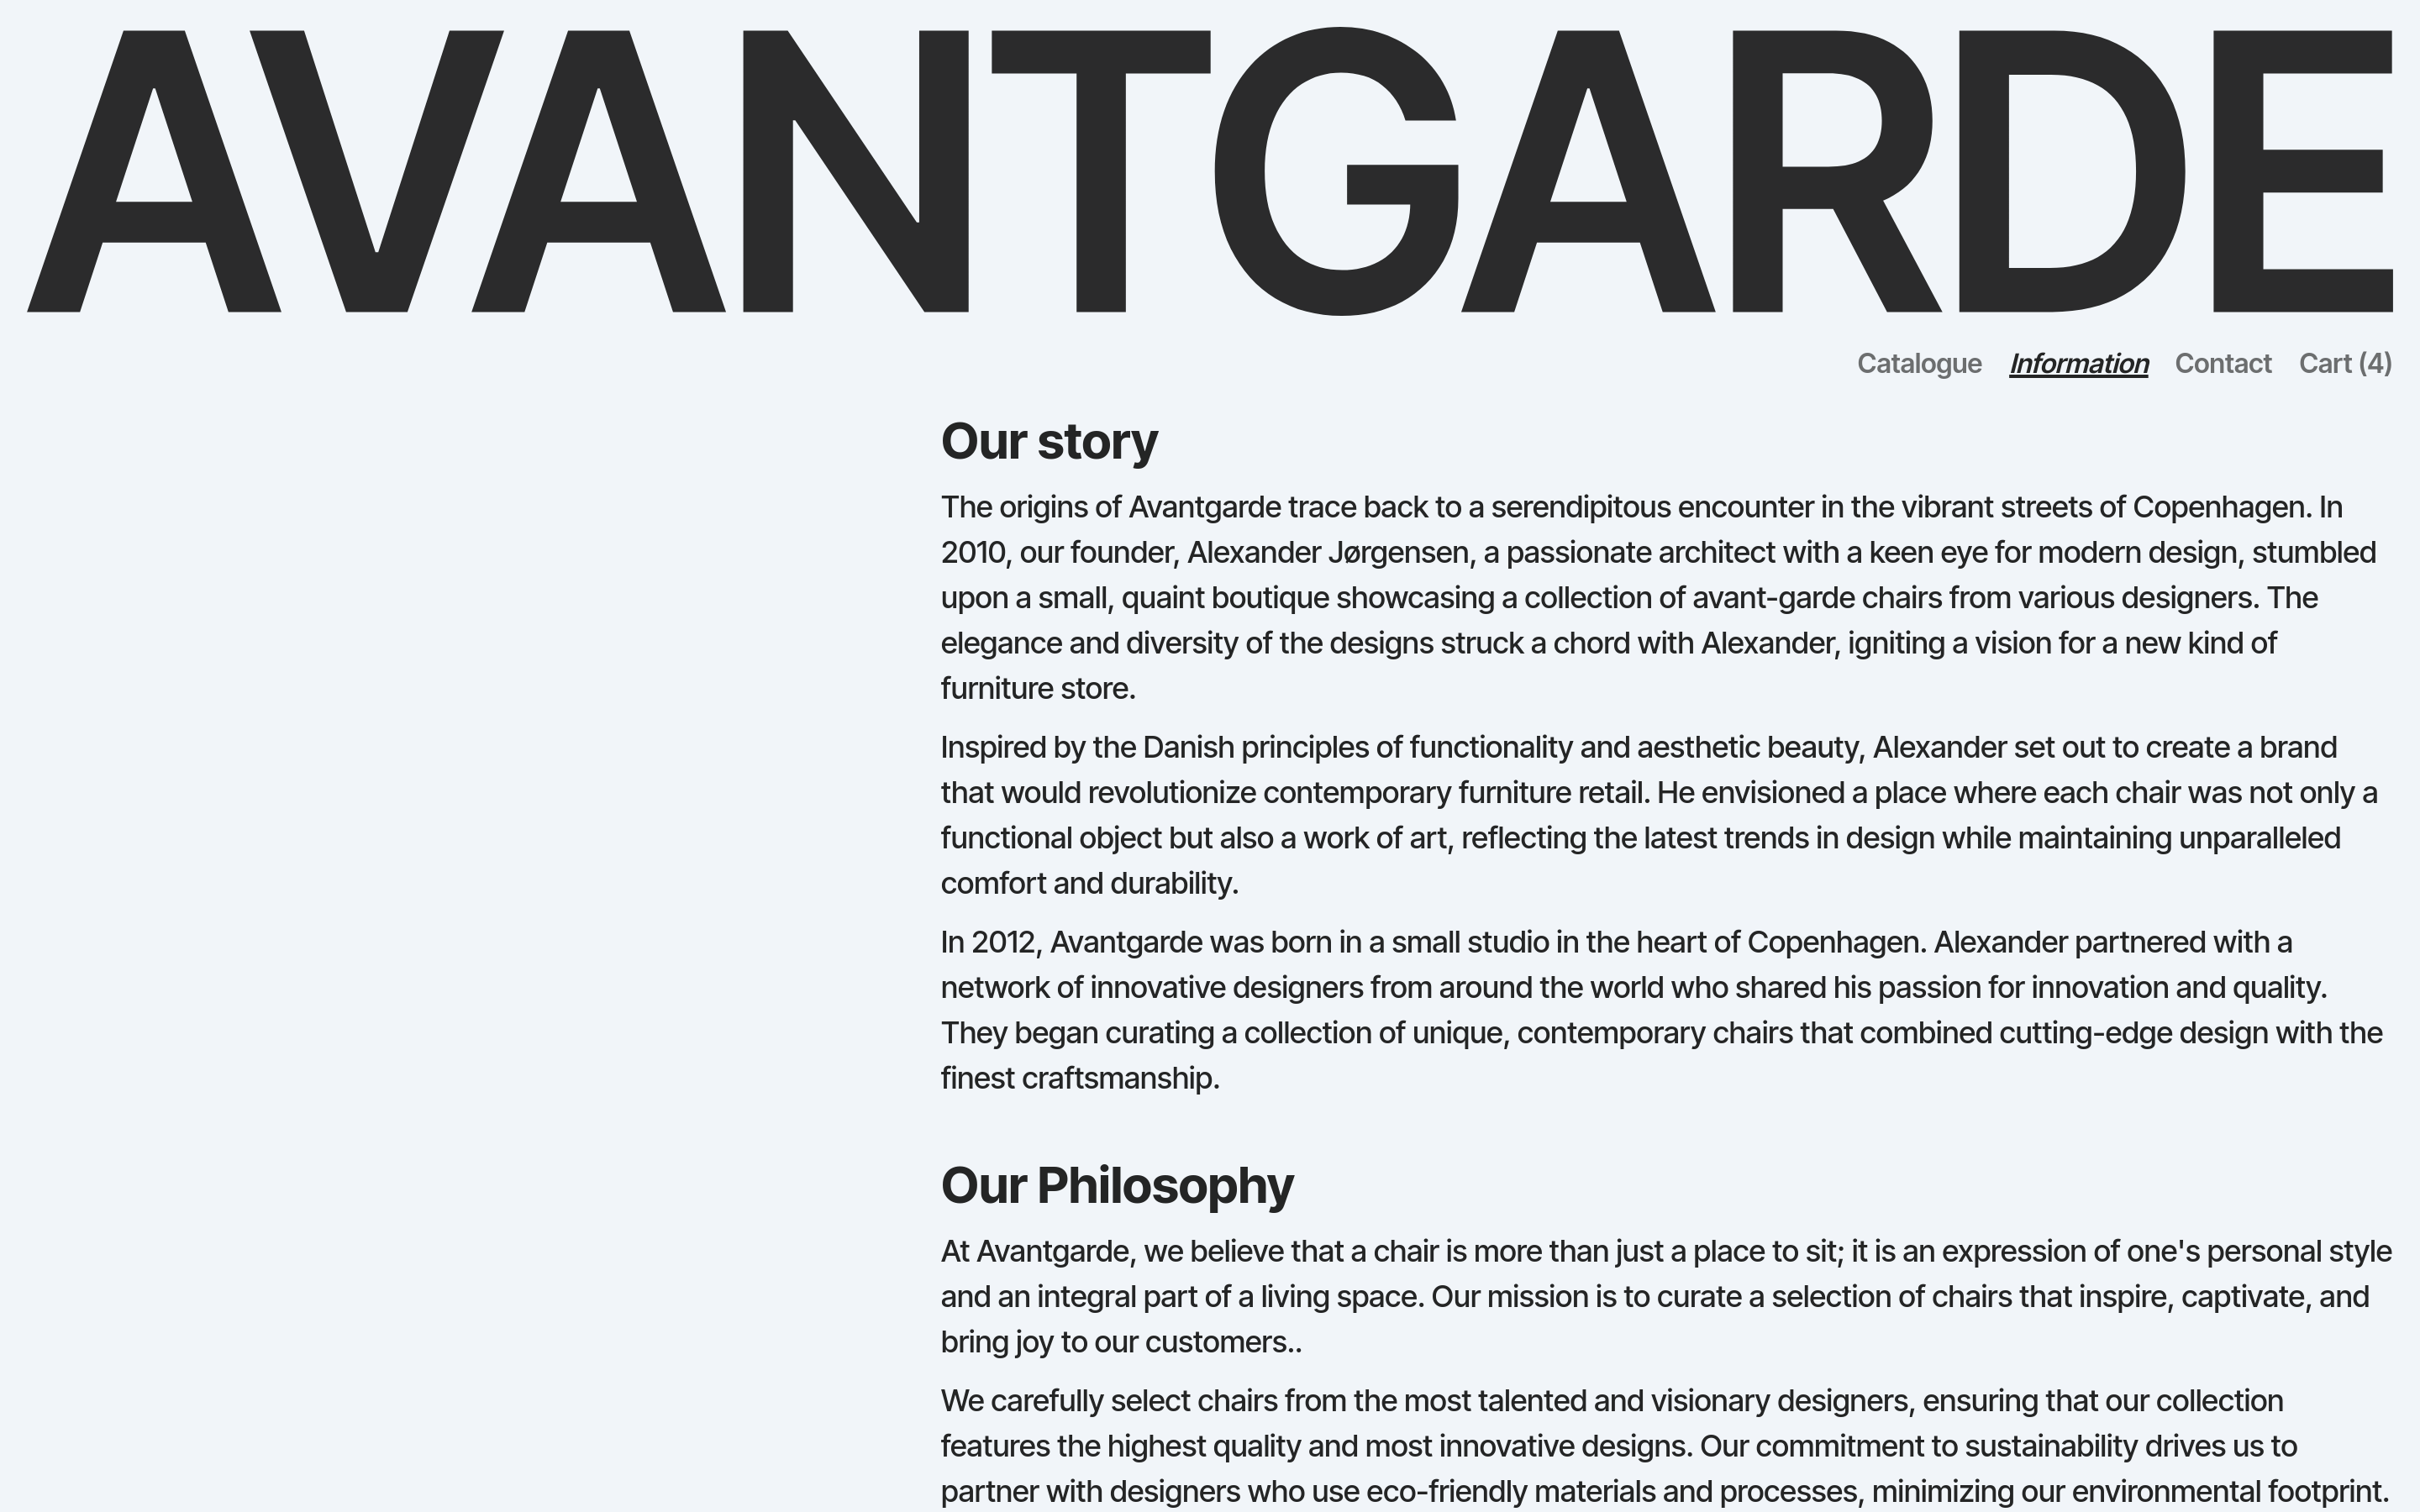 AVANTGARDE
Catalogue Information Contact Cart (4)
Our story
The origins of Avantgarde trace back to a serendipitous encounter in the vibrant streets of Copenhagen. In
2010, our founder, Alexander Jørgensen, a passionate architect with a keen eye for modern design, stumbled
upon a small, quaint boutique showcasing a collection of avant-garde chairs from various designers. The
elegance and diversity of the designs struck a chord with Alexander, igniting a vision for a new kind of
furniture store.
Inspired by the Danish principles of functionality and aesthetic beauty, Alexander set out to create a brand
that would revolutionize contemporary furniture retail. He envisioned a place where each chair was not only a
functional object but also a work of art, reflecting the latest trends in design while maintaining unparalleled
comfort and durability.
In 2012, Avantgarde was born in a small studio in the heart of Copenhagen. Alexander partnered with a
network of innovative designers from around the world who shared his passion for innovation and quality.
They began curating a collection of unique, contemporary chairs that combined cutting-edge design with the
finest craftsmanship.
Our Philosophy
At Avantgarde, we believe that a chair is more than just a place to sit; it is an expression of one's personal style
and an integral part of a living space. Our mission is to curate a selection of chairs that inspire, captivate, and
bring joy to our customers..
We carefully select chairs from the most talented and visionary designers, ensuring that our collection
features the highest quality and most innovative designs. Our commitment to sustainability drives us to
partner with designers who use eco-friendly materials and processes, minimizing our environmental footprint.